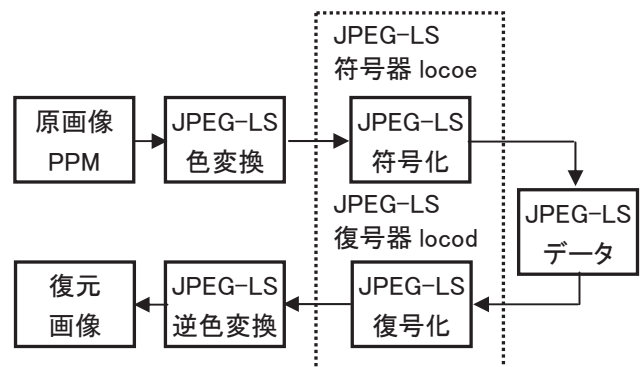 JPEG-LS
符号器 locoe
原画像
PPM
JPEG-LS
色変換
JPEG-LS
符号化
JPEG-LS
データ
JPEG-LS
復号器 locod
復元
画像
JPEG-LS
逆色変換
JPEG-LS
復号化